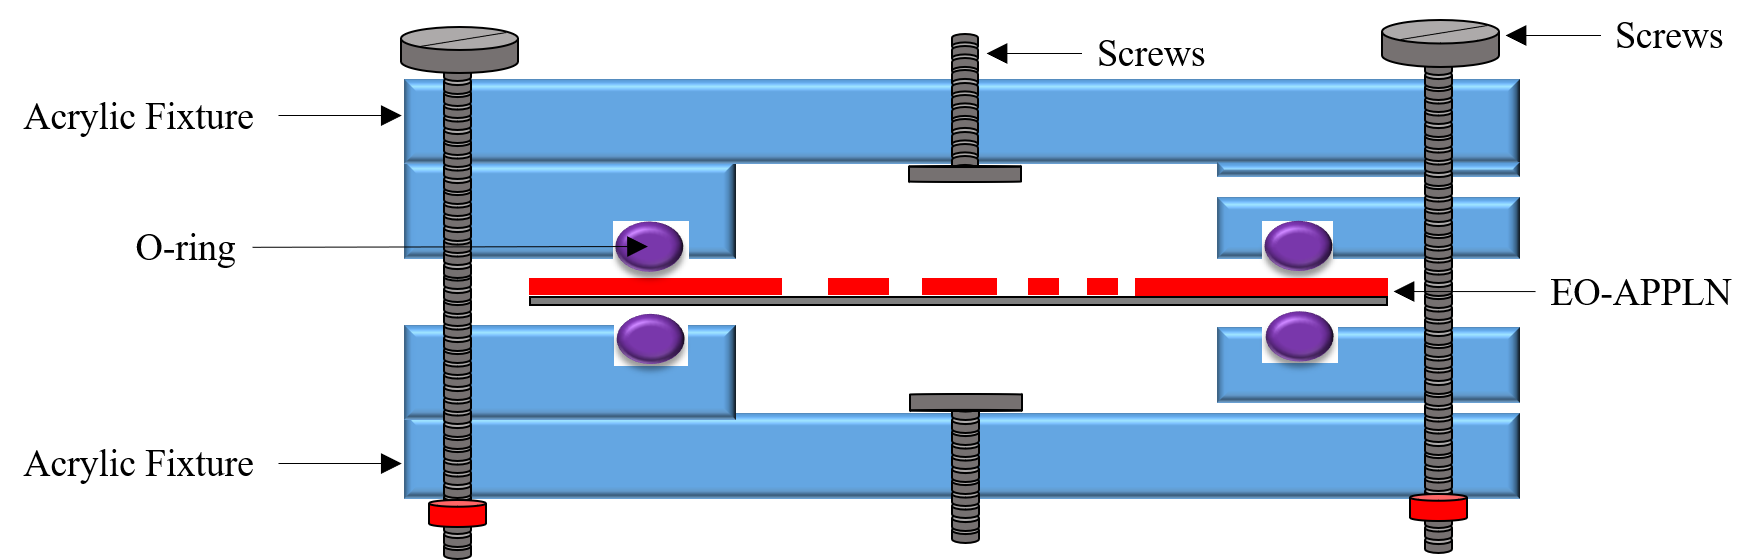 Screws
Screws
Acrylic Fixture
O-ring
EO-APPLN
Acrylic Fixture